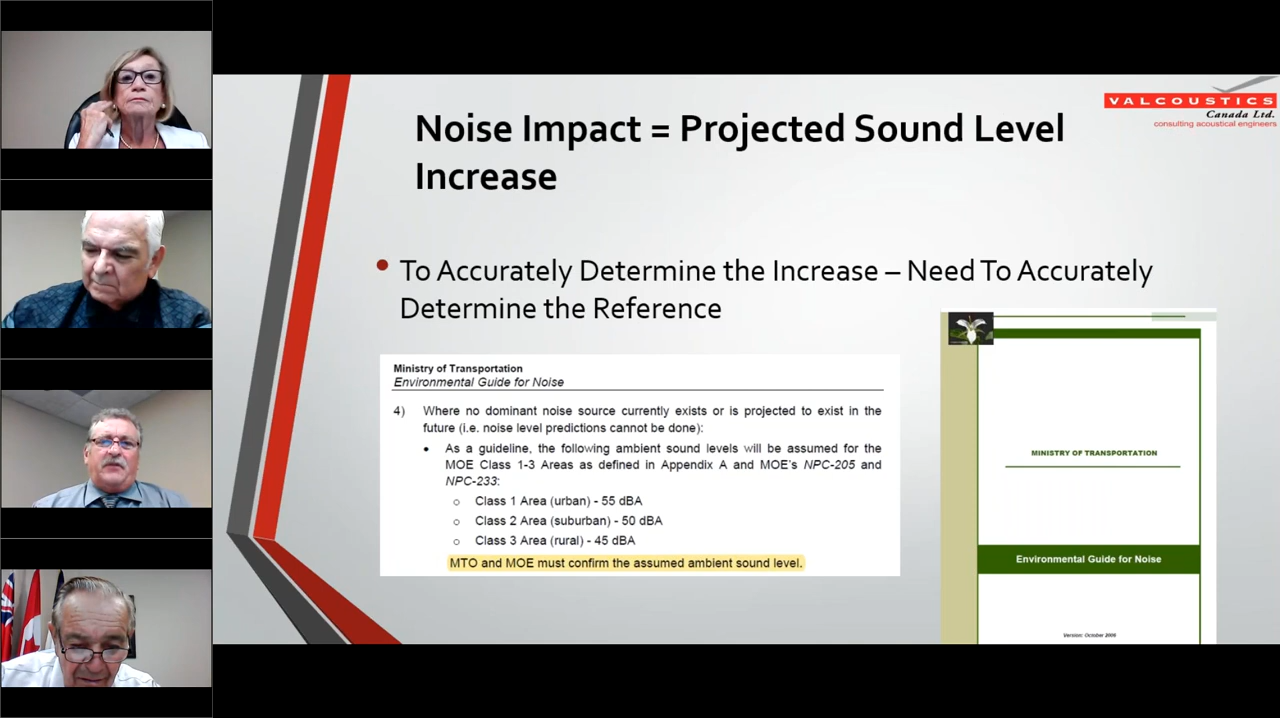 VALCOUSTICS
Canada Ltd.
consulting acoustical engineers
Noise Impact = Projected Sound Level
Increase
• To Accurately Determine the Increase – Need To Accurately
Determine the Reference
Ministry of Transportation
Environmental Guide for Noise
4) Where no dominant noise source currently exists or is projected to exist in the
future (i.e. noise level predictions cannot be done):
• As a guideline, the following ambient sound levels will be assumed for the
MOE Class 1-3 Areas as defined in Appendix A and MOE's NPC-205 and
NPC-233:
o Class 1 Area (urban) - 55 dBA
o Class 2 Area (suburban) - 50 dBA
o Class 3 Area (rural) - 45 dBA
MTO and MOE must confirm the assumed ambient sound level.
MINISTRY OF TRANSPORTATION
Environmental Guide for Noise
Version: October 2006